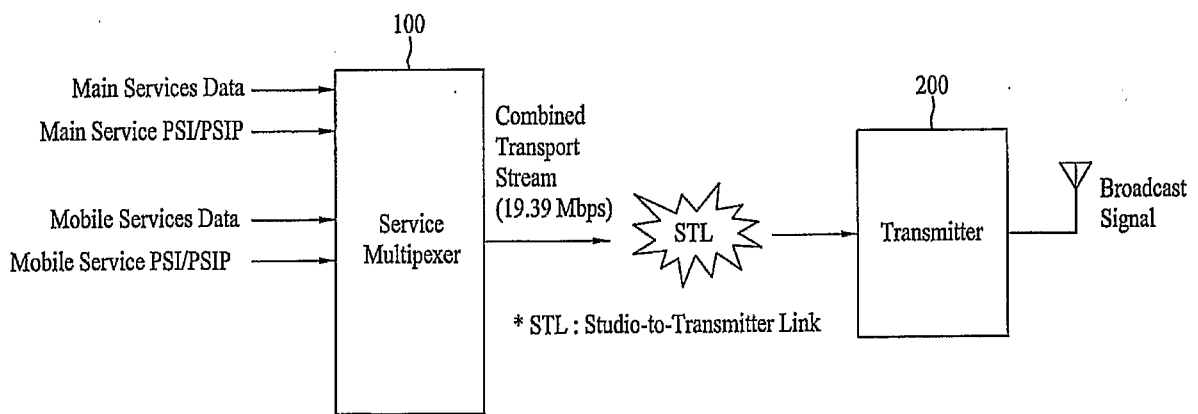 100
Main Services Data
Main Service PSI/PSIP
Mobile Services Data
Mobile Service PSI/PSIP
Service
Multipexer
Combined
Transport
Stream
(19.39 Mbps)
STL
* STL : Studio-to-Transmitter Link
200
Transmitter
Broadcast
Signal